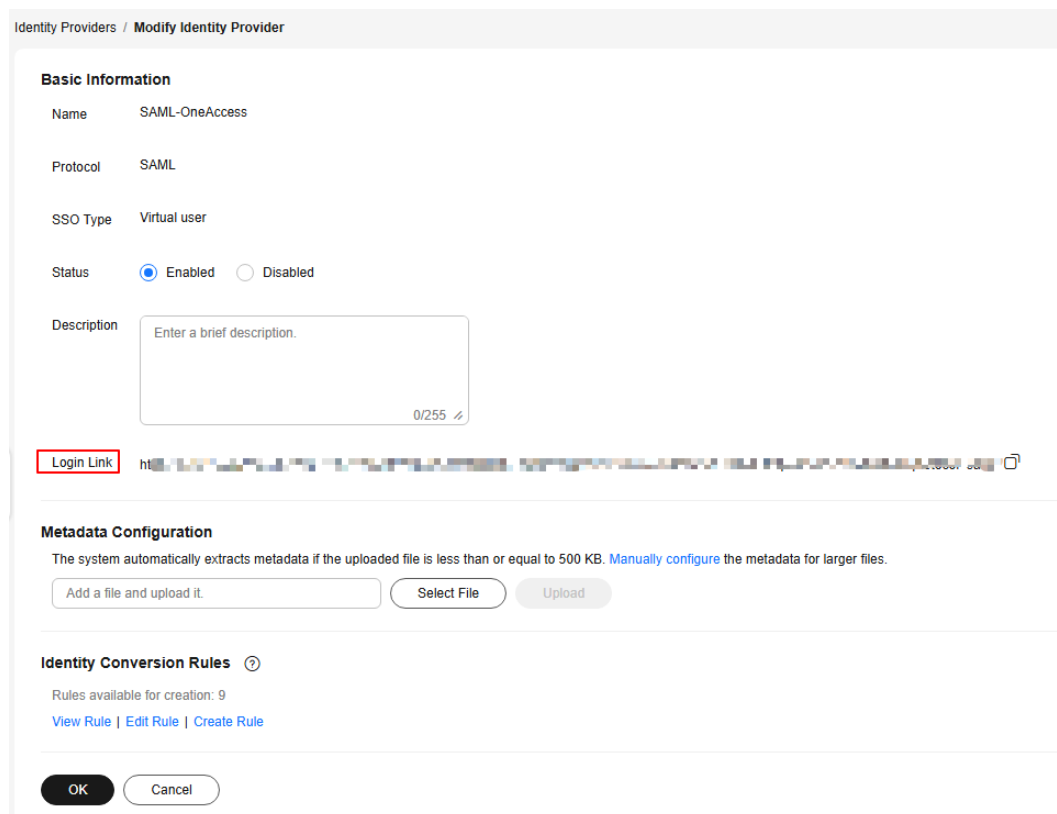 Identity Providers / Modify Identity Provider
Basic Information
Name SAML-OneAccess
Protocol SAML
SSO Type Virtual user
Status Enabled Disabled
Description Enter a brief description.
0/255
Login Link
Metadata Configuration
The system automatically extracts metadata if the uploaded file is less than or equal to 500 KB. Manually configure the metadata for larger files.
Add a file and upload it. Select File Upload
Identity Conversion Rules ?
Rules available for creation: 9
View Rule | Edit Rule | Create Rule
OK Cancel